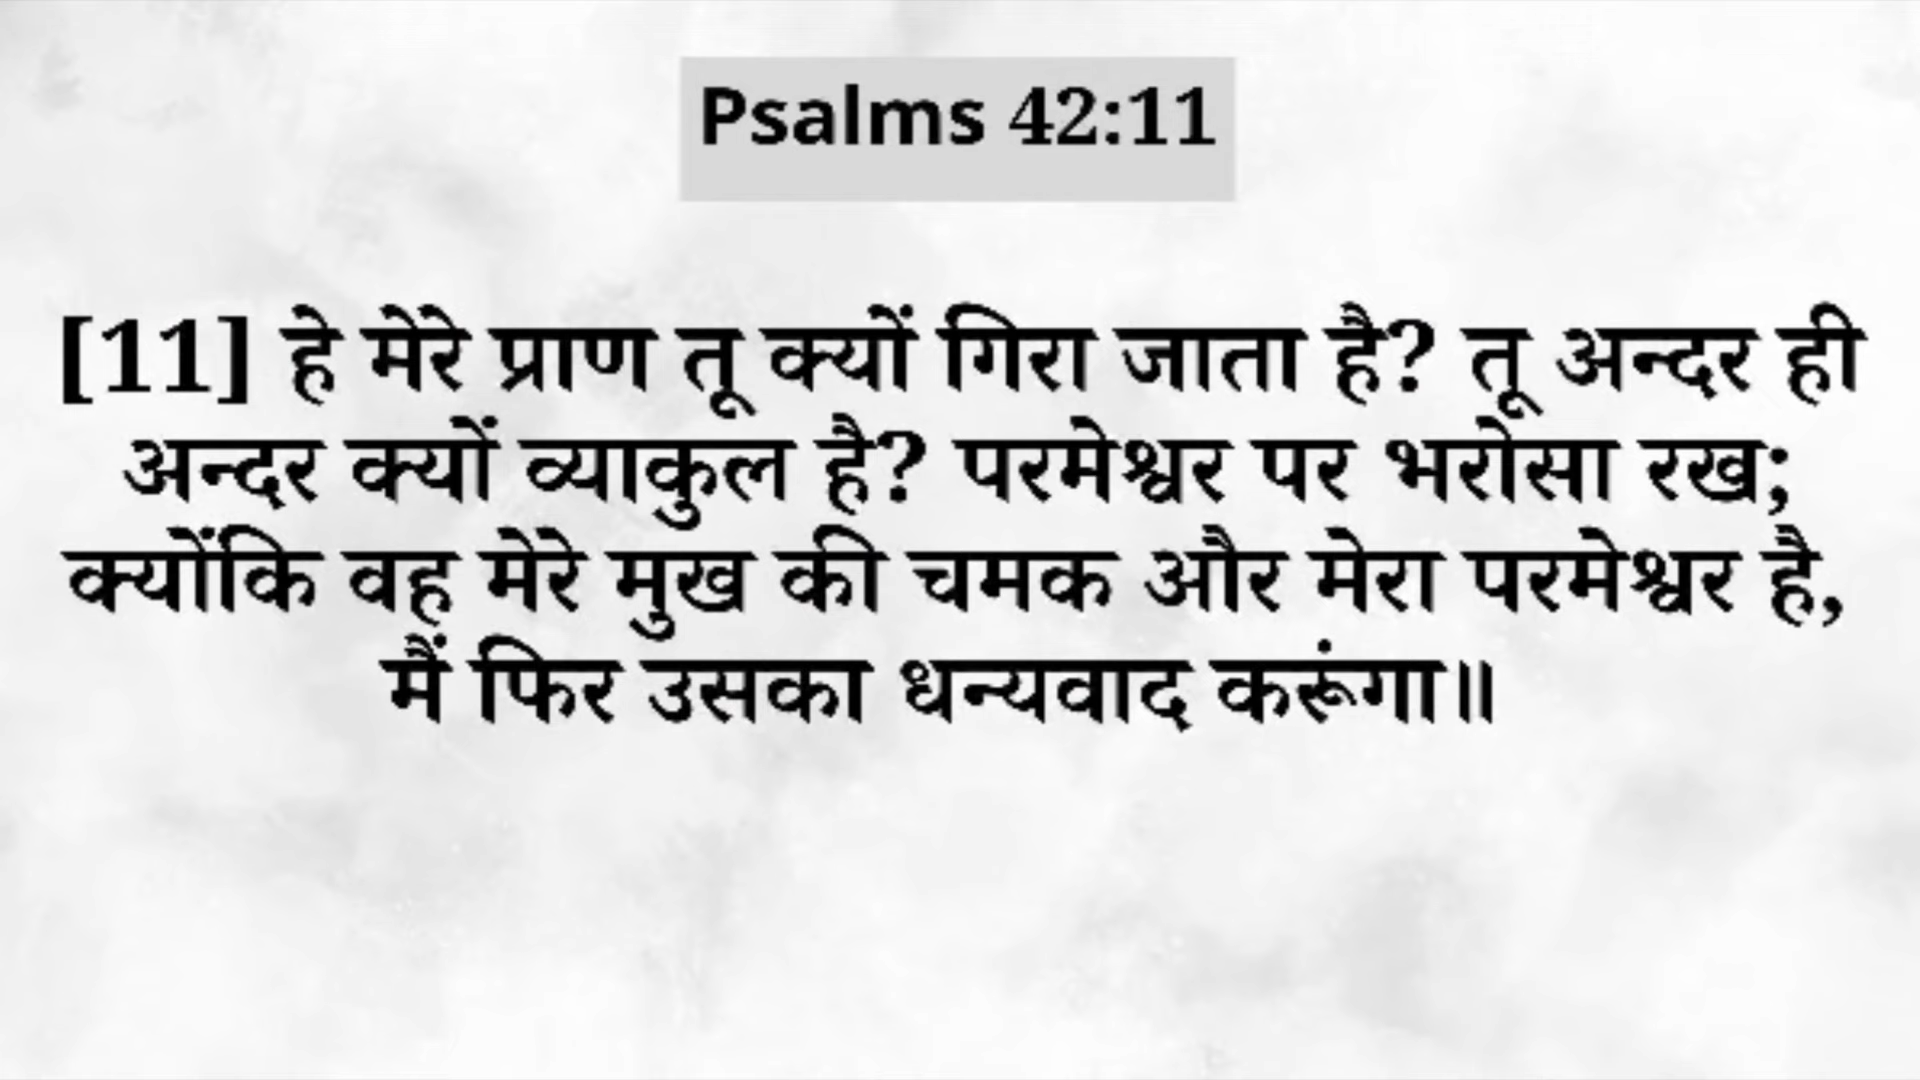 Psalms 42:11
[11] हे मेरे प्राण तू क्यों गिरा जाता है? तू अन्दर ही
अन्दर क्यों व्याकुल है? परमेश्वर पर भरोसा रख;
क्योंकि वह मेरे मुख की चमक और मेरा परमेश्वर है,
मैं फिर उसका धन्यवाद करूंगा॥